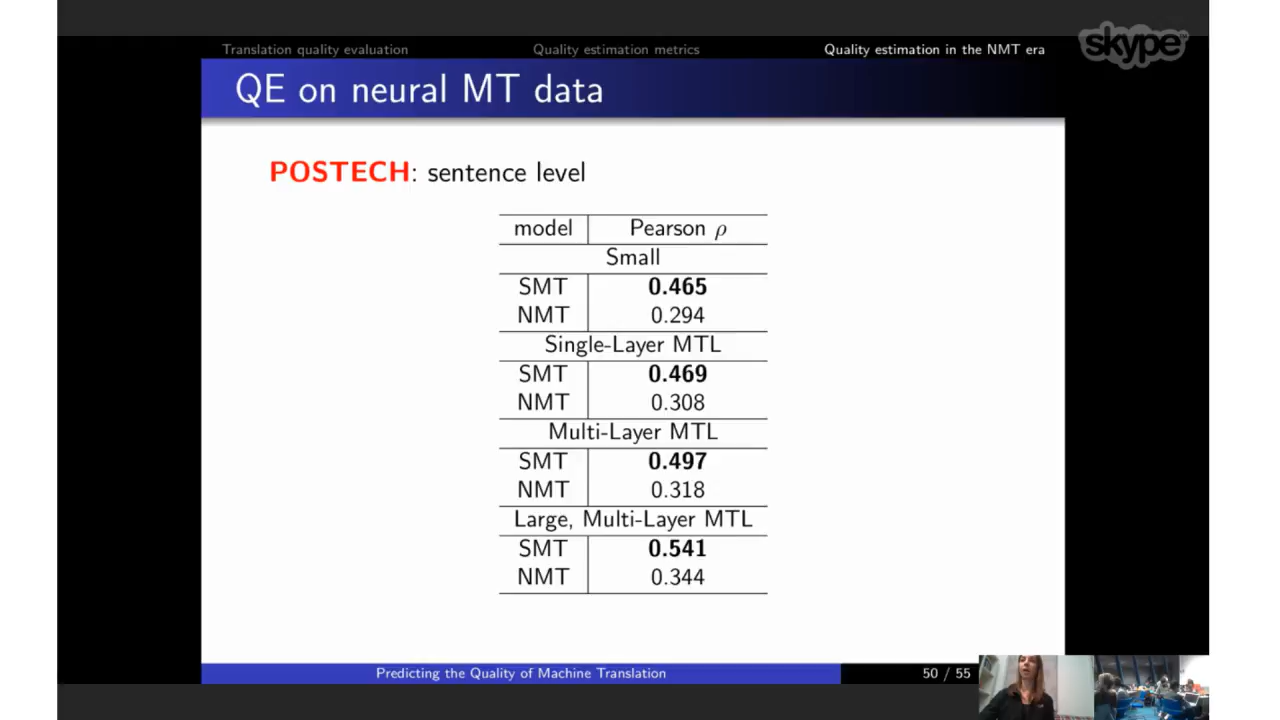 skype™
Translation quality evaluation Quality estimation metrics Quality estimation in the NMT era
QE on neural MT data
POSTECH: sentence level
model Pearson ρ
Small
SMT 0.465
NMT 0.294
Single-Layer MTL
SMT 0.469
NMT 0.308
Multi-Layer MTL
SMT 0.497
NMT 0.318
Large, Multi-Layer MTL
SMT 0.541
NMT 0.344
Predicting the Quality of Machine Translation 50 / 55